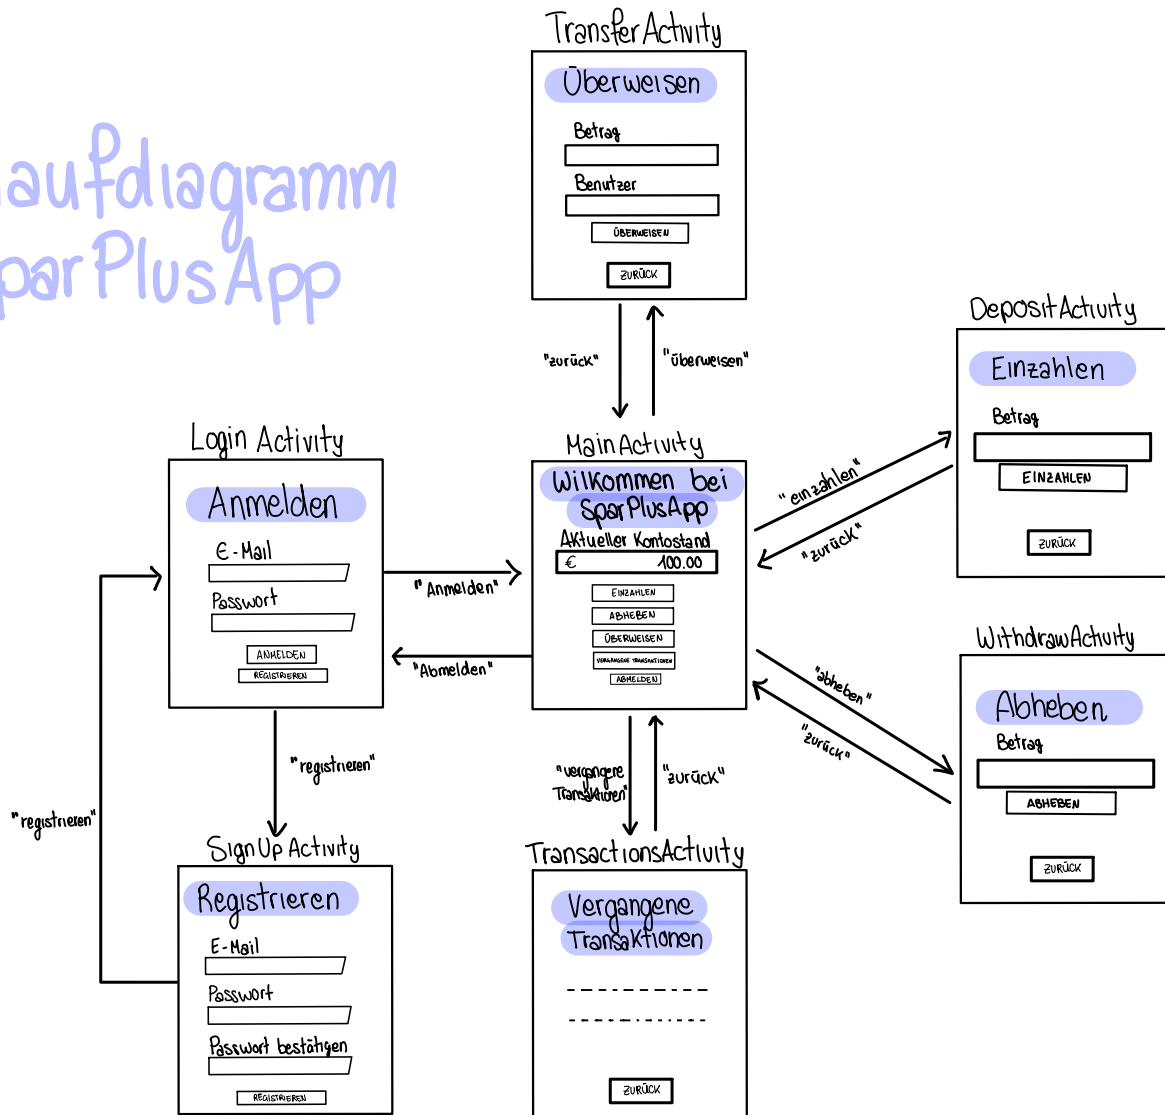 TransferActivity
Überweisen
Betrag
Benutzer
ÜBERWEISEN
ZURÜCK
aufdiagramm
parPlusApp
"zurück"
"überweisen"
DepositActivity
Einzahlen
Betrag
EINZAHLEN
ZURÜCK
Login Activity
Anmelden
E-Mail
Passwort
ANMELDEN
REGISTRIEREN
"Anmelden"
"Abmelden"
MainActivity
Wilkommen bei
SparPlusApp
Aktueller Kontostand
€ 100.00
EINZAHLEN
ABHEBEN
ÜBERWEISEN
VERGANGENE TRANSAKTIONEN
ABMELDEN
"einzahlen"
"zurück"
WithdrawActivity
Abheben
Betrag
ABHEBEN
ZURÜCK
"abheben"
"zurück"
"registrieren"
"registrieren"
"vergangene
Transaktionen"
"zurück"
SignUp Activity
Registrieren
E-Mail
Passwort
Passwort bestätigen
REGISTRIEREN
TransactionsActivity
Vergangene
Transaktionen
ZURÜCK